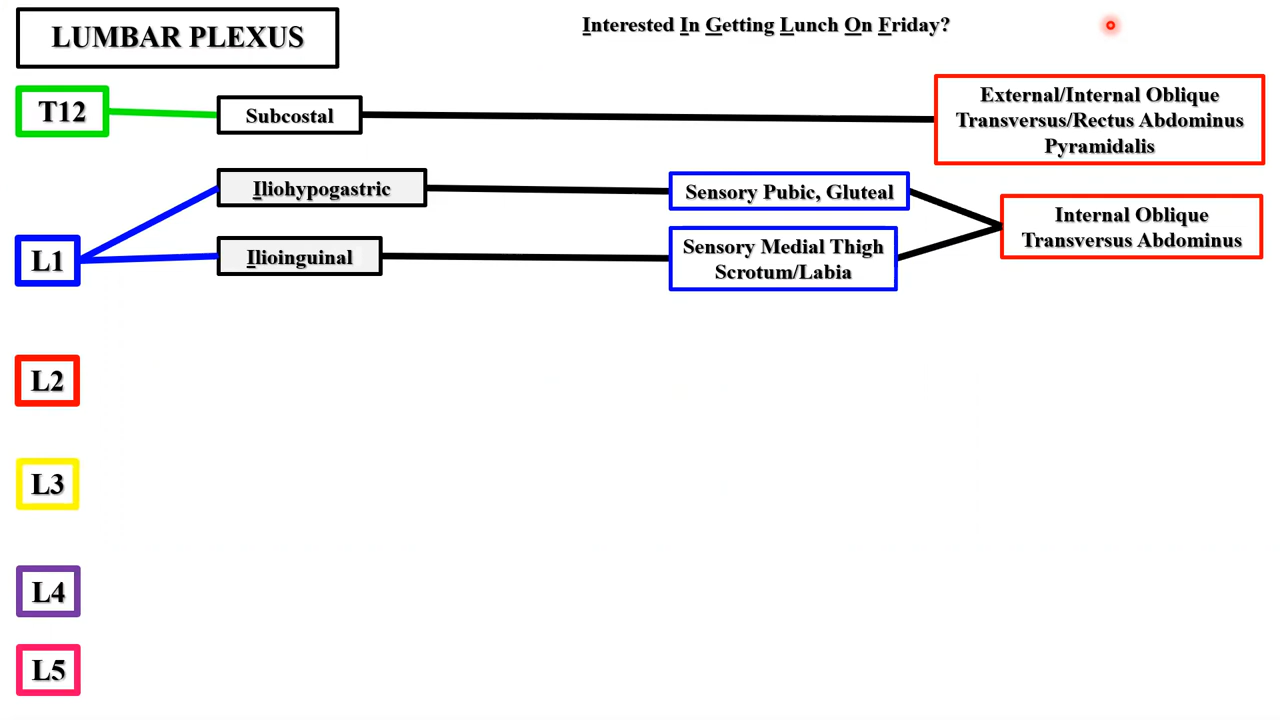 LUMBAR PLEXUS
Interested In Getting Lunch On Friday?
T12
Subcostal
External/Internal Oblique
Transversus/Rectus Abdominus
Pyramidalis
Iliohypogastric
Sensory Pubic, Gluteal
Internal Oblique
Transversus Abdominus
L1
Ilioinguinal
Sensory Medial Thigh
Scrotum/Labia
L2
L3
L4
L5